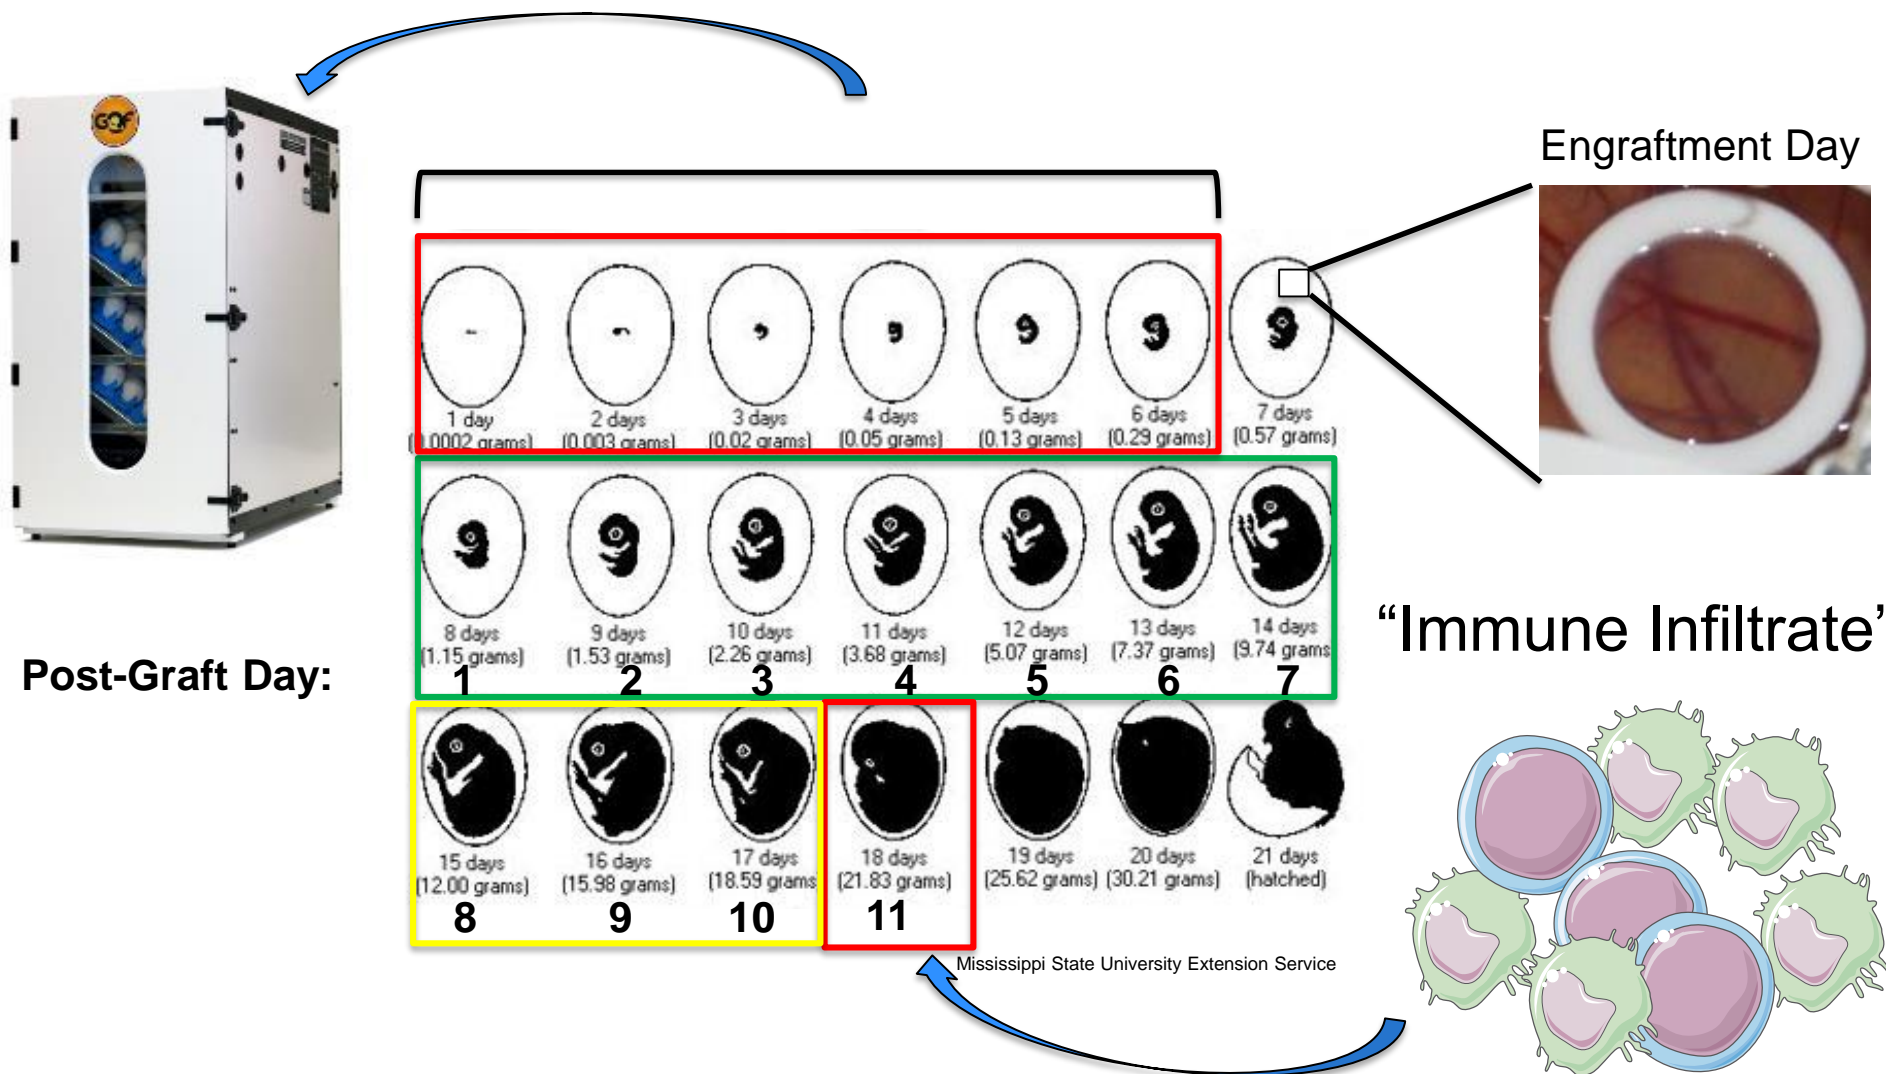 GQF
Engraftment Day
1 day
(0.0002 grams)
2 days
(0.003 grams)
3 days
(0.02 grams)
4 days
(0.05 grams)
5 days
(0.13 grams)
6 days
(0.29 grams)
7 days
(0.57 grams)
8 days
(1.15 grams)
9 days
(1.53 grams)
10 days
(2.26 grams)
11 days
(3.68 grams)
12 days
(5.07 grams)
13 days
(7.37 grams)
14 days
(9.74 grams
“Immune Infiltrate’
Post-Graft Day:
1 2 3 4 5 6 7
15 days
(12.00 grams)
16 days
(15.98 grams)
17 days
(18.59 grams
18 days
(21.83 grams)
19 days
(25.62 grams)
20 days
(30.21 grams)
21 days
(hatched)
8 9 10 11
Mississippi State University Extension Service